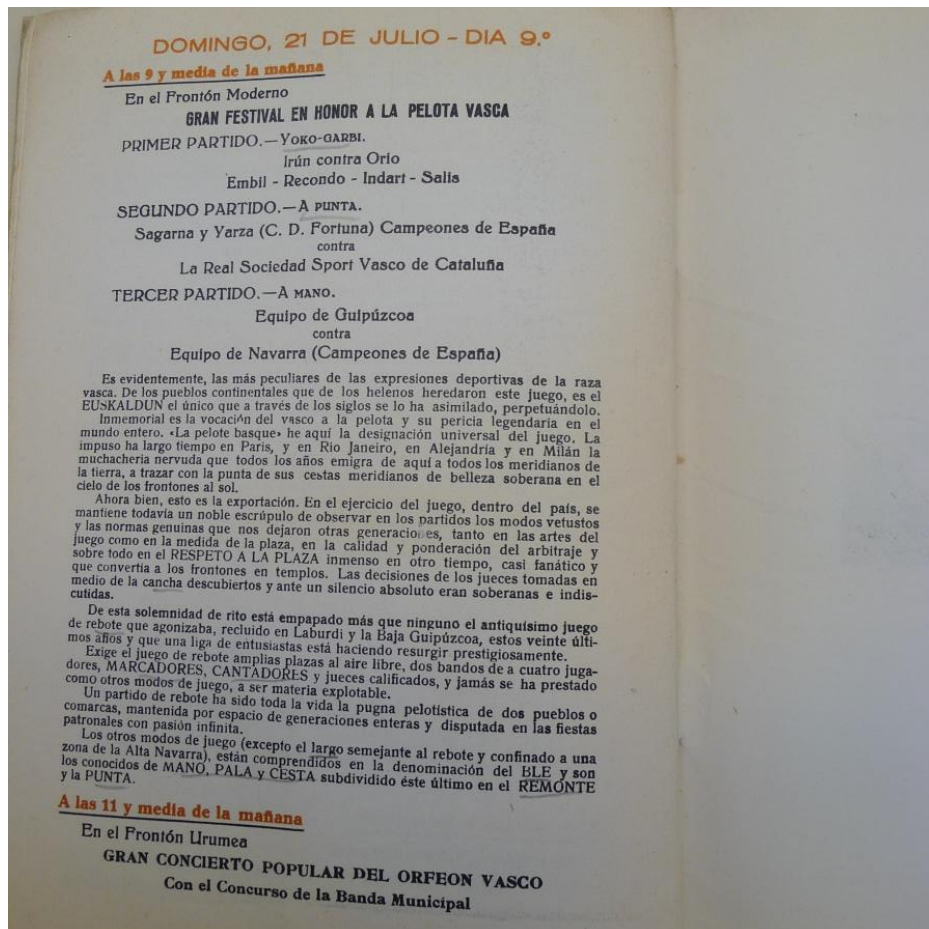 DOMINGO, 21 DE JULIO - DIA 9.º
A las 9 y media de la mañana
En el Frontón Moderno
GRAN FESTIVAL EN HONOR A LA PELOTA VASCA
PRIMER PARTIDO.—YOKO-GARBI.
Irún contra Orio
Embil - Recondo - Indart - Salis
SEGUNDO PARTIDO.—A PUNTA.
Sagarna y Yarza (C. D. Fortuna) Campeones de España
contra
La Real Sociedad Sport Vasco de Cataluña
TERCER PARTIDO.—A MANO.
Equipo de Guipúzcoa
contra
Equipo de Navarra (Campeones de España)
Es evidentemente, las más peculiares de las expresiones deportivas de la raza
vasca. De los pueblos continentales que de los helenos heredaron este juego, es el
EUSKALDUN el único que a través de los siglos se lo ha asimilado, perpetuándolo.
Inmemorial es la vocación del vasco a la pelota y su pericia legendaria en el
mundo entero. «La pelote basque» he aquí la designación universal del juego. La
impuso ha largo tiempo en Paris, y en Rio Janeiro, en Alejandría y en Milán la
muchacheria nervuda que todos los años emigra de aquí a todos los meridianos de
la tierra, a trazar con la punta de sus cestas meridianos de belleza soberana en el
cielo de los frontones al sol.
Ahora bien, esto es la exportación. En el ejercicio del juego, dentro del país, se
mantiene todavía un noble escrúpulo de observar en los partidos los modos vetustos
y las normas genuinas que nos dejaron otras generaciones, tanto en las artes del
juego como en la medida de la plaza, en la calidad y ponderación del arbitraje y
sobre todo en el RESPETO A LA PLAZA inmenso en otro tiempo, casi fanático y
que convertía a los frontones en templos. Las decisiones de los jueces tomadas en
medio de la cancha descubiertos y ante un silencio absoluto eran soberanas e indis-
cutidas.
De esta solemnidad de rito está empapado más que ninguno el antiquísimo juego
de rebote que agonizaba, recluido en Laburdi y la Baja Guipúzcoa, estos veinte últi-
mos años y que una liga de entusiastas está haciendo resurgir prestigiosamente.
Exige el juego de rebote amplias plazas al aire libre, dos bandos de a cuatro juga-
dores, MARCADORES, CANTADORES y jueces calificados, y jamás se ha prestado
como otros modos de juego, a ser materia explotable.
Un partido de rebote ha sido toda la vida la pugna pelotística de dos pueblos o
comarcas, mantenida por espacio de generaciones enteras y disputada en las fiestas
patronales con pasión infinita.
Los otros modos de juego (excepto el largo semejante al rebote y confinado a una
zona de la Alta Navarra), están comprendidos en la denominación del BLE y son
los conocidos de MANO, PALA y CESTA subdividido éste último en el REMONTE
y la PUNTA.
A las 11 y media de la mañana
En el Frontón Urumea
GRAN CONCIERTO POPULAR DEL ORFEON VASCO
Con el Concurso de la Banda Municipal